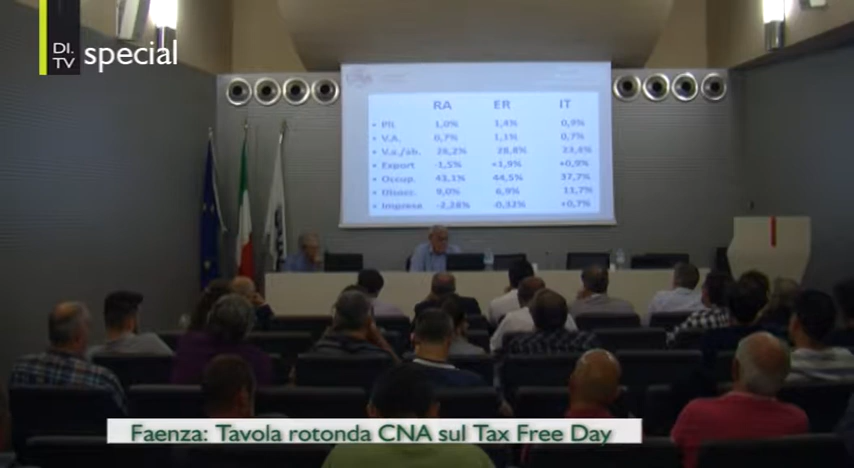 DI.
TV special
RA ER IT
• Pil 1,0% 1,4% 0,9%
• V.A. 0,7% 1,1% 0,7%
• V.a./ab. 26,2% 28,8% 23,6%
• Export -1,5% +1,9% +0,9%
• Occup. 43,1% 44,5% 37,7%
• Disocc. 9,0% 6,9% 11,7%
• Imprese -2,28% -0,32% +0,7%
Faenza: Tavola rotonda CNA sul Tax Free Day